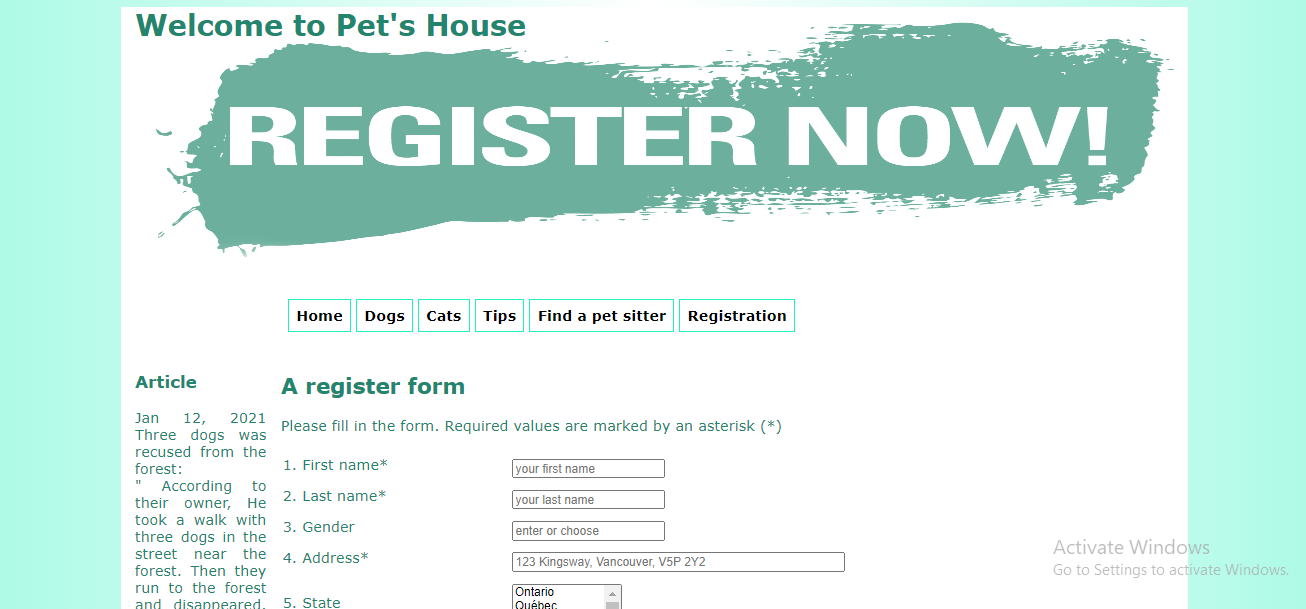 Welcome to Pet's House
REGISTER NOW!
Home Dogs Cats Tips Find a pet sitter Registration
Article
Jan 12, 2021
Three dogs was
recused from the
forest:
" According to
their owner, He
took a walk with
three dogs in the
street near the
forest. Then they
run to the forest
and disappeared.
A register form
Please fill in the form. Required values are marked by an asterisk (*)
1. First name* your first name
2. Last name* your last name
3. Gender enter or choose
4. Address* 123 Kingsway, Vancouver, V5P 2Y2
Ontario
5. State Québec
Activate Windows
Go to Settings to activate Windows.